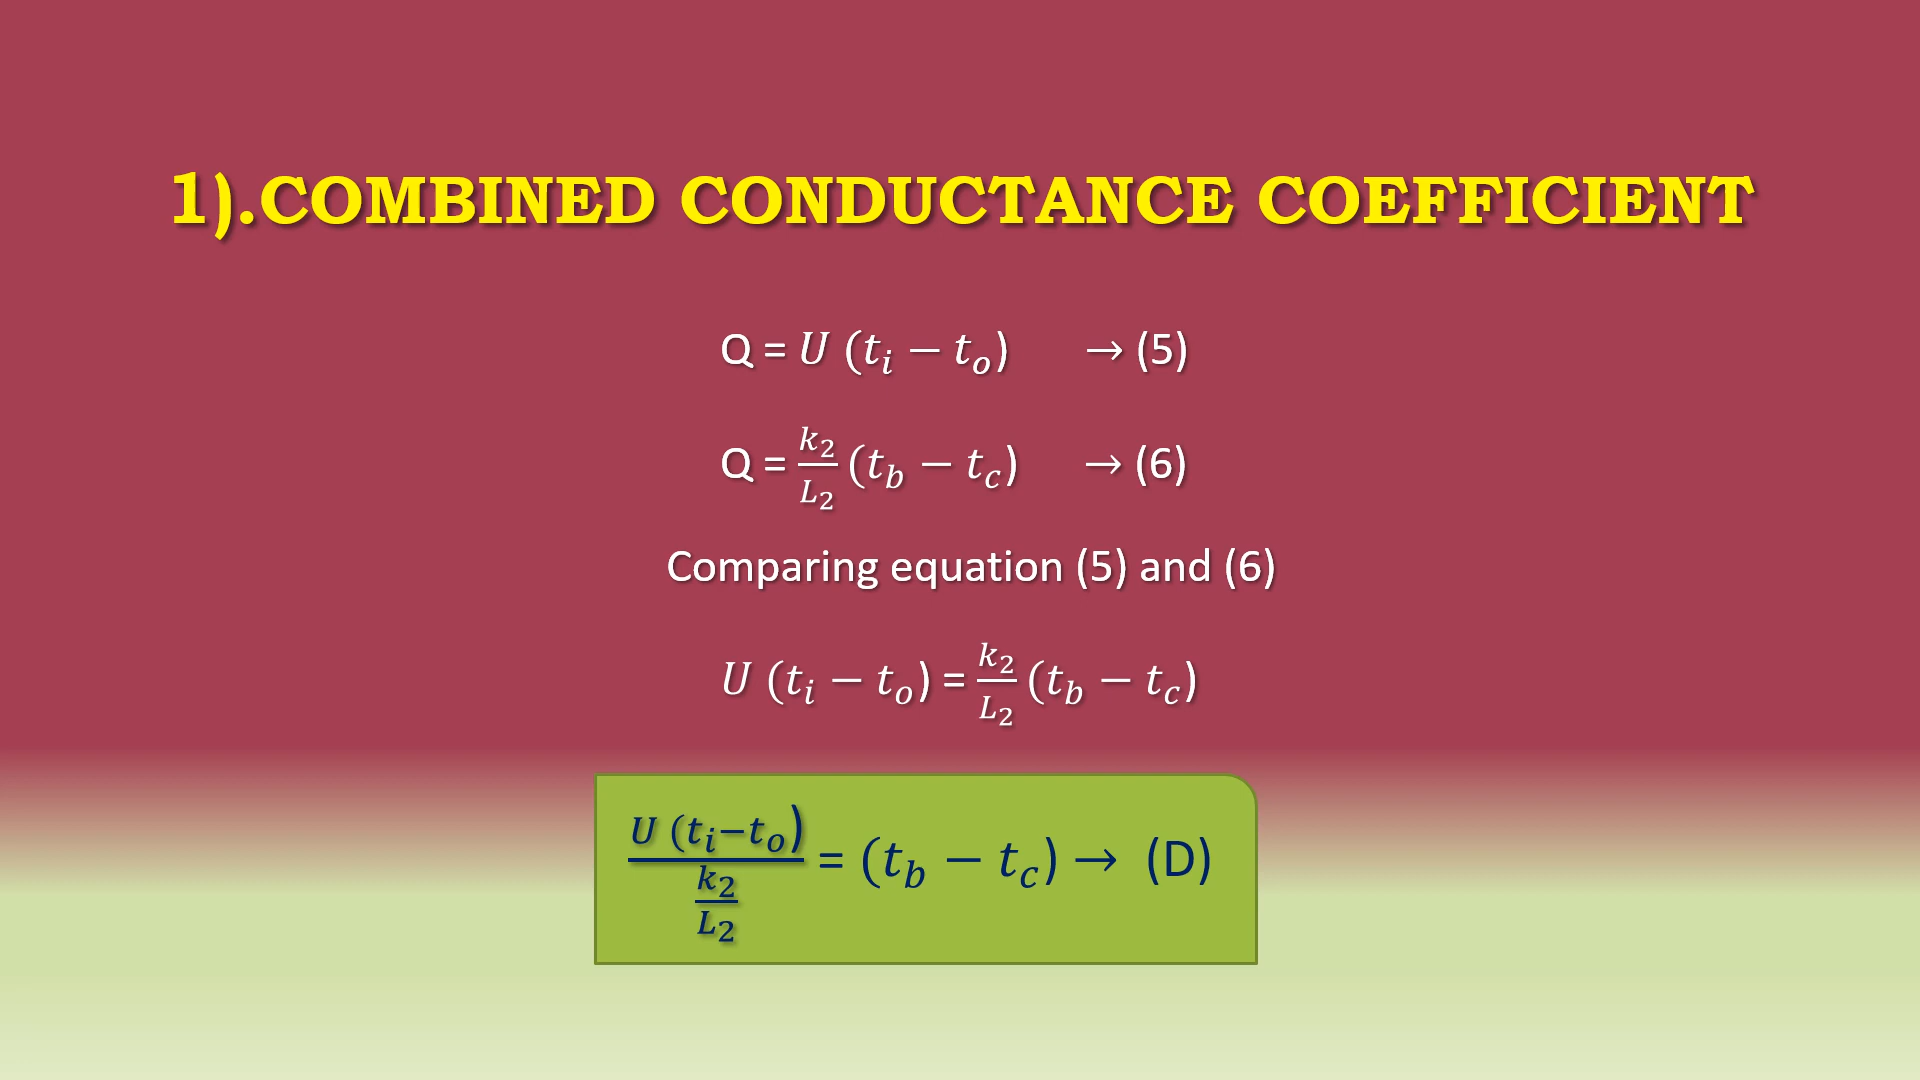 1).COMBINED CONDUCTANCE COEFFICIENT
Q = U (tᵢ − tₒ) → (5)
Q = k₂/L₂ (t_b − t_c) → (6)
Comparing equation (5) and (6)
U (tᵢ − tₒ) = k₂/L₂ (t_b − t_c)
U (tᵢ−tₒ)/(k₂/L₂) = (t_b − t_c) → (D)